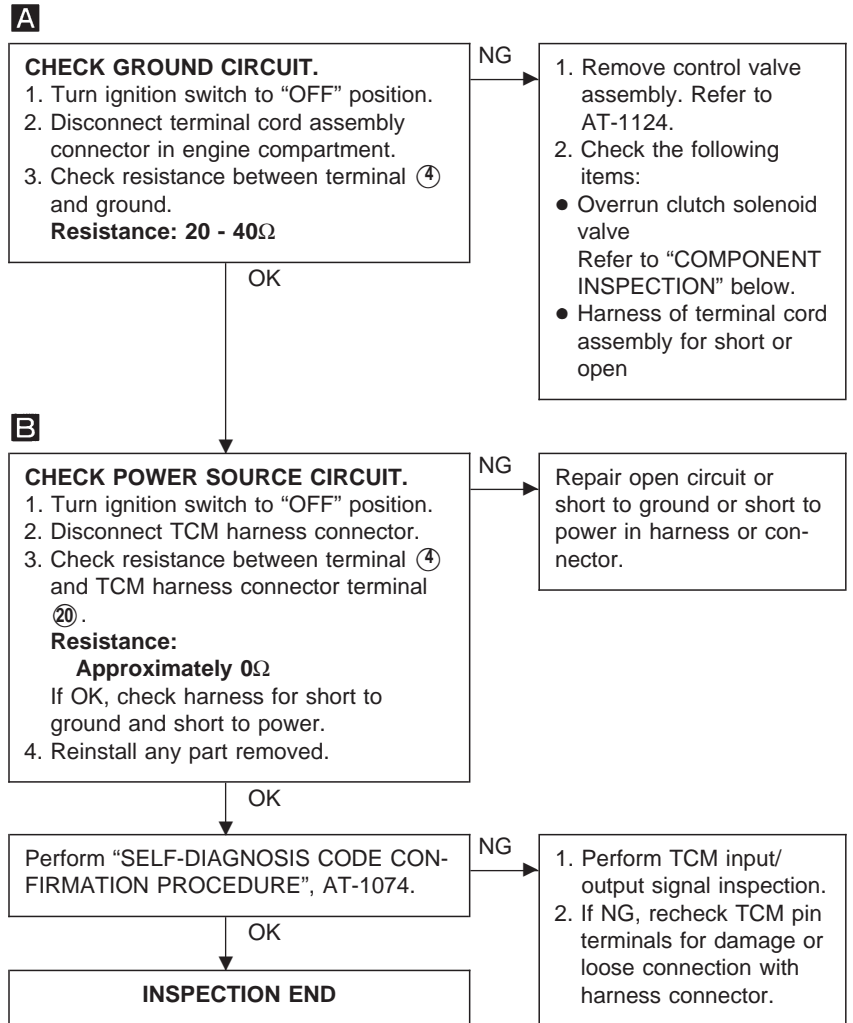 A
CHECK GROUND CIRCUIT.
1. Turn ignition switch to “OFF” position.
2. Disconnect terminal cord assembly
connector in engine compartment.
3. Check resistance between terminal ④
and ground.
Resistance: 20 - 40Ω
NG
1. Remove control valve
assembly. Refer to
AT-1124.
2. Check the following
items:
● Overrun clutch solenoid
valve
Refer to “COMPONENT
INSPECTION” below.
● Harness of terminal cord
assembly for short or
open
OK
B
CHECK POWER SOURCE CIRCUIT.
1. Turn ignition switch to “OFF” position.
2. Disconnect TCM harness connector.
3. Check resistance between terminal ④
and TCM harness connector terminal
⑳.
Resistance:
Approximately 0Ω
If OK, check harness for short to
ground and short to power.
4. Reinstall any part removed.
NG
Repair open circuit or
short to ground or short to
power in harness or con-
nector.
OK
Perform “SELF-DIAGNOSIS CODE CON-
FIRMATION PROCEDURE”, AT-1074.
NG
1. Perform TCM input/
output signal inspection.
2. If NG, recheck TCM pin
terminals for damage or
loose connection with
harness connector.
OK
INSPECTION END